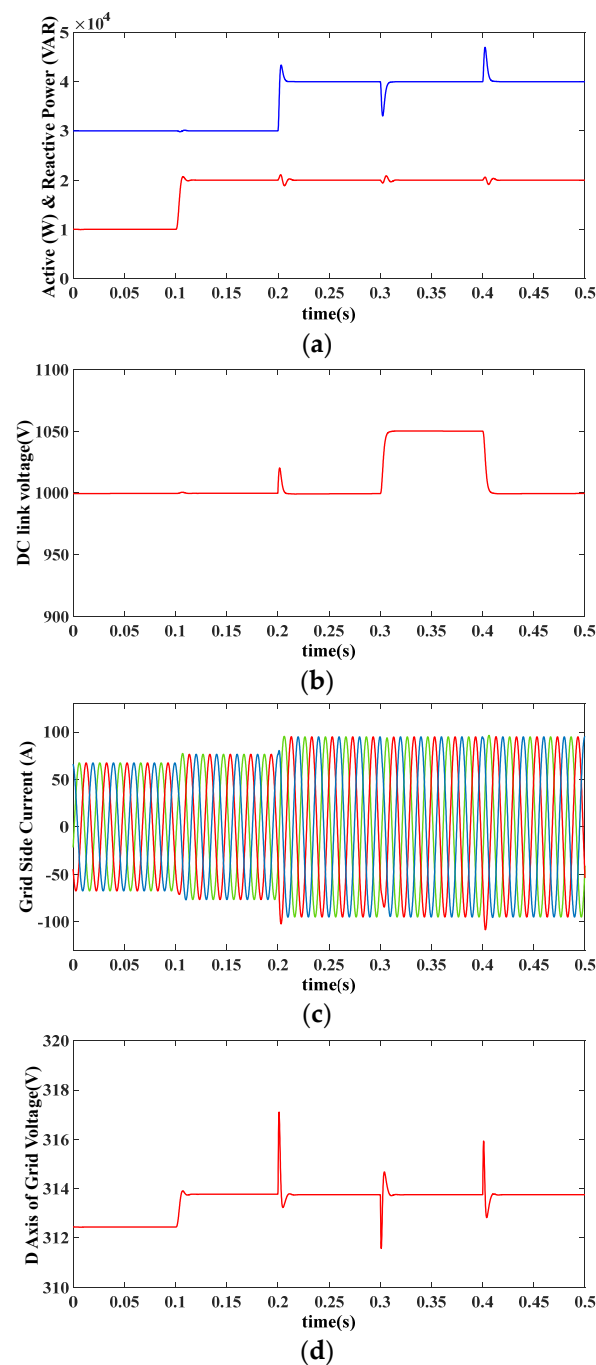 ×10⁴
Active (W) & Reactive Power (VAR)
5
4
3
2
1
0
0 0.05 0.1 0.15 0.2 0.25 0.3 0.35 0.4 0.45 0.5
time(s)
(a)
DC link voltage(V)
1100
1050
1000
950
900
0 0.05 0.1 0.15 0.2 0.25 0.3 0.35 0.4 0.45 0.5
time(s)
(b)
Grid Side Current (A)
100
50
0
-50
-100
0 0.05 0.1 0.15 0.2 0.25 0.3 0.35 0.4 0.45 0.5
time(s)
(c)
D Axis of Grid Voltage(V)
320
318
316
314
312
310
0 0.05 0.1 0.15 0.2 0.25 0.3 0.35 0.4 0.45 0.5
time(s)
(d)